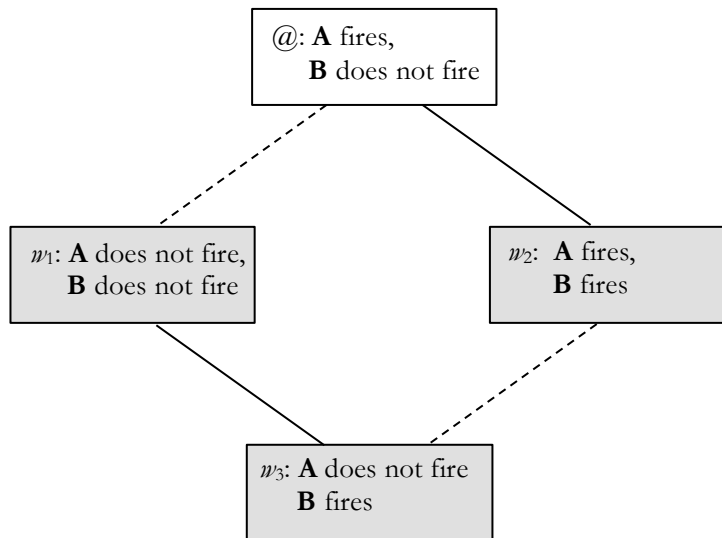 @: A fires,
B does not fire
w₁: A does not fire,
B does not fire
w₂: A fires,
B fires
w₃: A does not fire
B fires